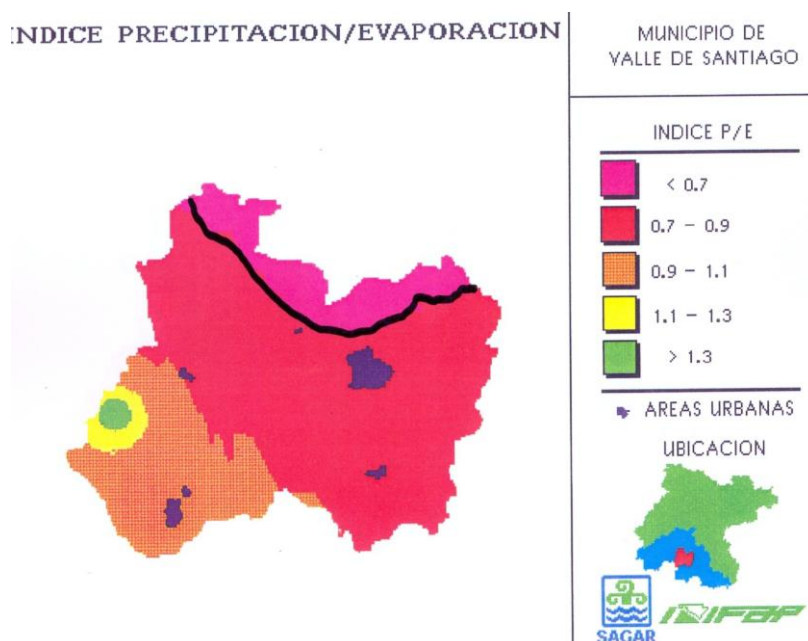 INDICE PRECIPITACION/EVAPORACION
MUNICIPIO DE
VALLE DE SANTIAGO
INDICE P/E
< 0.7
0.7 - 0.9
0.9 - 1.1
1.1 - 1.3
> 1.3
AREAS URBANAS
UBICACION
SAGAR
INIFAP